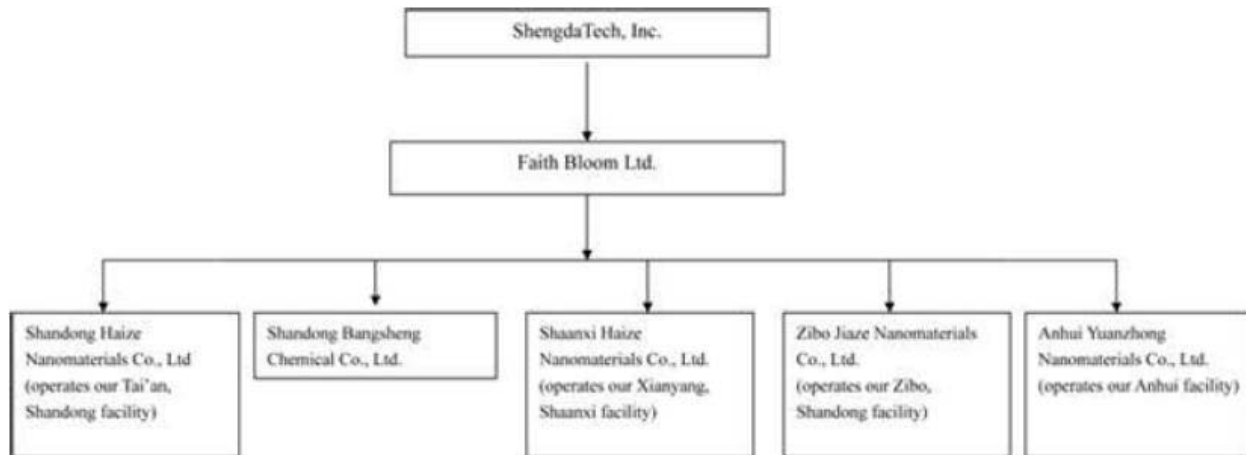 ShengdaTech, Inc.
Faith Bloom Ltd.
Shandong Haize
Nanomaterials Co., Ltd
(operates our Tai'an,
Shandong facility)
Shandong Bangsheng
Chemical Co., Ltd.
Shaanxi Haize
Nanomaterials Co., Ltd.
(operates our Xianyang,
Shaanxi facility)
Zibo Jiaze Nanomaterials
Co., Ltd.
(operates our Zibo,
Shandong facility)
Anhui Yuanzhong
Nanomaterials Co., Ltd.
(operates our Anhui facility)